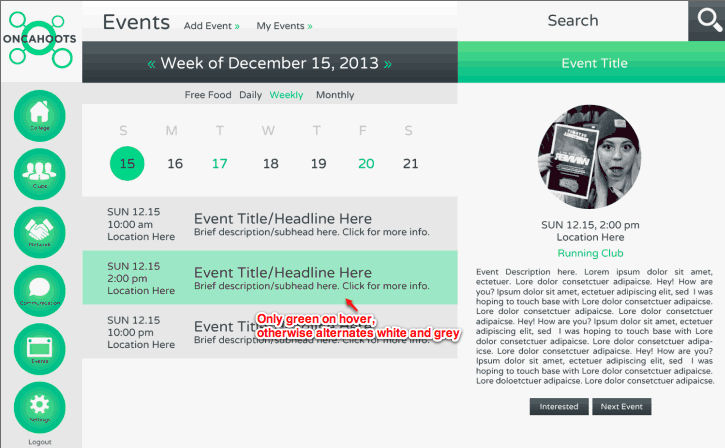 ONCAHOOTS
College
Clubs
Network
Communication
Events
Settings
Logout
Events Add Event » My Events »
« Week of December 15, 2013 »
Free Food Daily Weekly Monthly
S M T W T F S
15 16 17 18 19 20 21
SUN 12.15
10:00 am
Location Here
Event Title/Headline Here
Brief description/subhead here. Click for more info.
SUN 12.15
2:00 pm
Location Here
Event Title/Headline Here
Brief description/subhead here. Click for more info.
Only green on hover,
otherwise alternates white and grey
SUN 12.15
10:00 pm
Location Here
Event Title/Headline Here
Brief description/subhead here. Click for more info.
Search
Event Title
SUN 12.15, 2:00 pm
Location Here
Running Club
Event Description here. Lorem ipsum dolor sit amet,
ectetuer. Lore dolor consetctuer adipaicse. Hey! How are
you? Ipsum dolor sit amet, ectetuer adipiscing elit, sed I was
hoping to touch base with Lore dolor consetctuer adipaicse.
Lore dolor consetctuer adipaicse. Lore dolor consetctuer
adipaicse. Hey! How are you? Ipsum dolor sit amet, ectetuer
adipiscing elit, sed I was hoping to touch base with Lore
dolor consetctuer adipaicse. Lore dolor consetctuer adipa-
icse. Lore dolor consetctuer adipaicse. Hey! How are you?
Ipsum dolor sit amet, ectetuer adipiscing elit, sed I was
hoping to touch base with Lore dolor consetctuer adipaicse.
Lore doloetctuer adipaicse. Lore dolor consetctuer adipaicse.
Interested Next Event